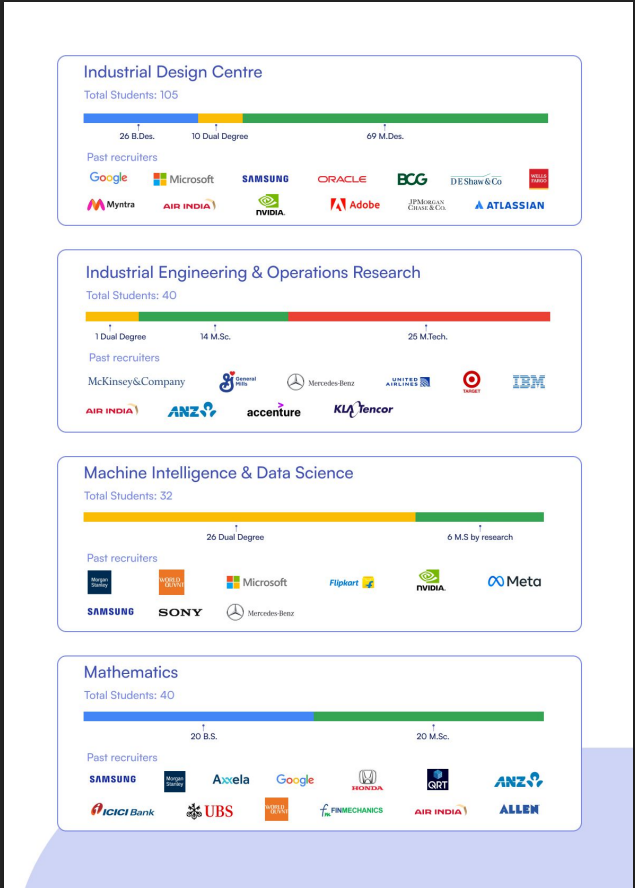 Industrial Design Centre
Total Students: 105
26 B.Des. 10 Dual Degree 69 M.Des.
Past recruiters
Google Microsoft SAMSUNG ORACLE BCG DE Shaw & Co WELLS FARGO
Myntra AIR INDIA NVIDIA. Adobe JPMORGAN CHASE & CO. ATLASSIAN
Industrial Engineering & Operations Research
Total Students: 40
1 Dual Degree 14 M.Sc. 25 M.Tech.
Past recruiters
McKinsey&Company General Mills Mercedes-Benz UNITED AIRLINES TARGET IBM
AIR INDIA ANZ accenture KLA Tencor
Machine Intelligence & Data Science
Total Students: 32
26 Dual Degree 6 M.S by research
Past recruiters
Morgan Stanley WORLD QUANT Microsoft Flipkart NVIDIA. Meta
SAMSUNG SONY Mercedes-Benz
Mathematics
Total Students: 40
20 B.S. 20 M.Sc.
Past recruiters
SAMSUNG Morgan Stanley Axxela Google HONDA QRT ANZ
ICICI Bank UBS WORLD QUANT fm FINMECHANICS AIR INDIA ALLEN